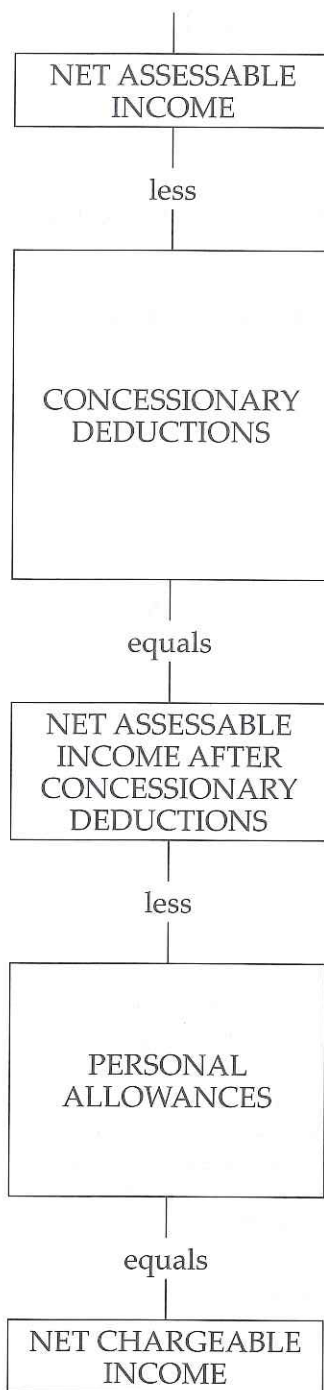 NET ASSESSABLE
INCOME
less
CONCESSIONARY
DEDUCTIONS
equals
NET ASSESSABLE
INCOME AFTER
CONCESSIONARY
DEDUCTIONS
less
PERSONAL
ALLOWANCES
equals
NET CHARGEABLE
INCOME